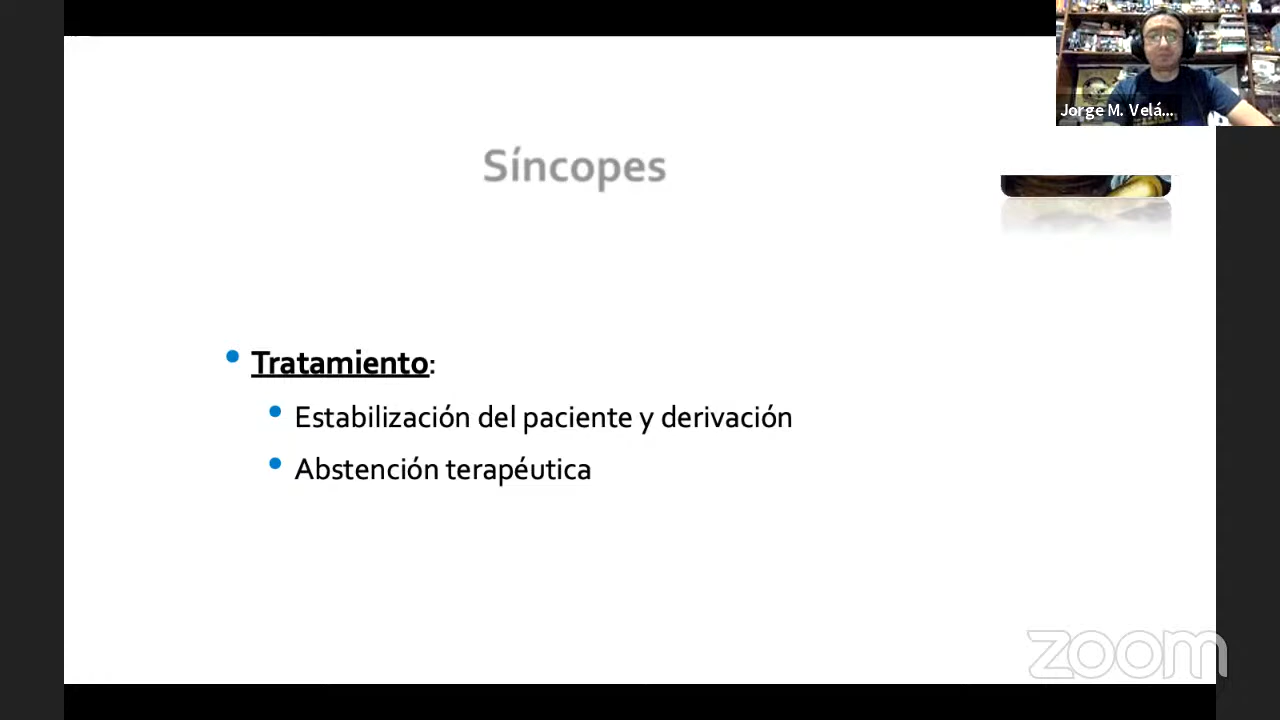 Jorge M. Velá...
Síncopes
• Tratamiento:
• Estabilización del paciente y derivación
• Abstención terapéutica
zoom